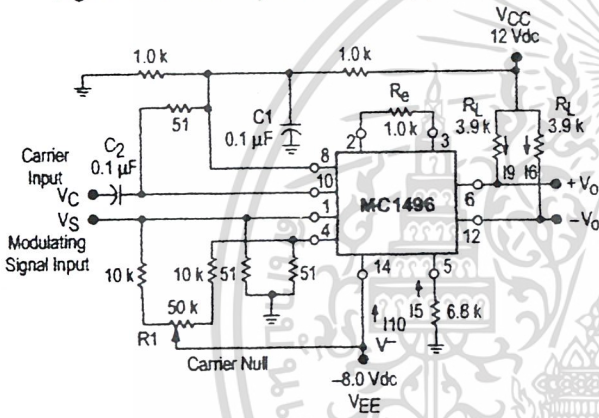 VCC
12 Vdc
1.0 k
1.0 k
Re
1.0 k
RL
3.9 k
RL
3.9 k
51
C1
0.1 µF
C2
0.1 µF
2
3
I9
I6
Carrier
Input
VC
8
10
6
+Vo
VS
1
MC1496
Modulating
Signal Input
4
12
–Vo
10 k
10 k
51
51
14
5
50 k
R1
I10
I5
6.8 k
V–
Carrier Null
–8.0 Vdc
VEE